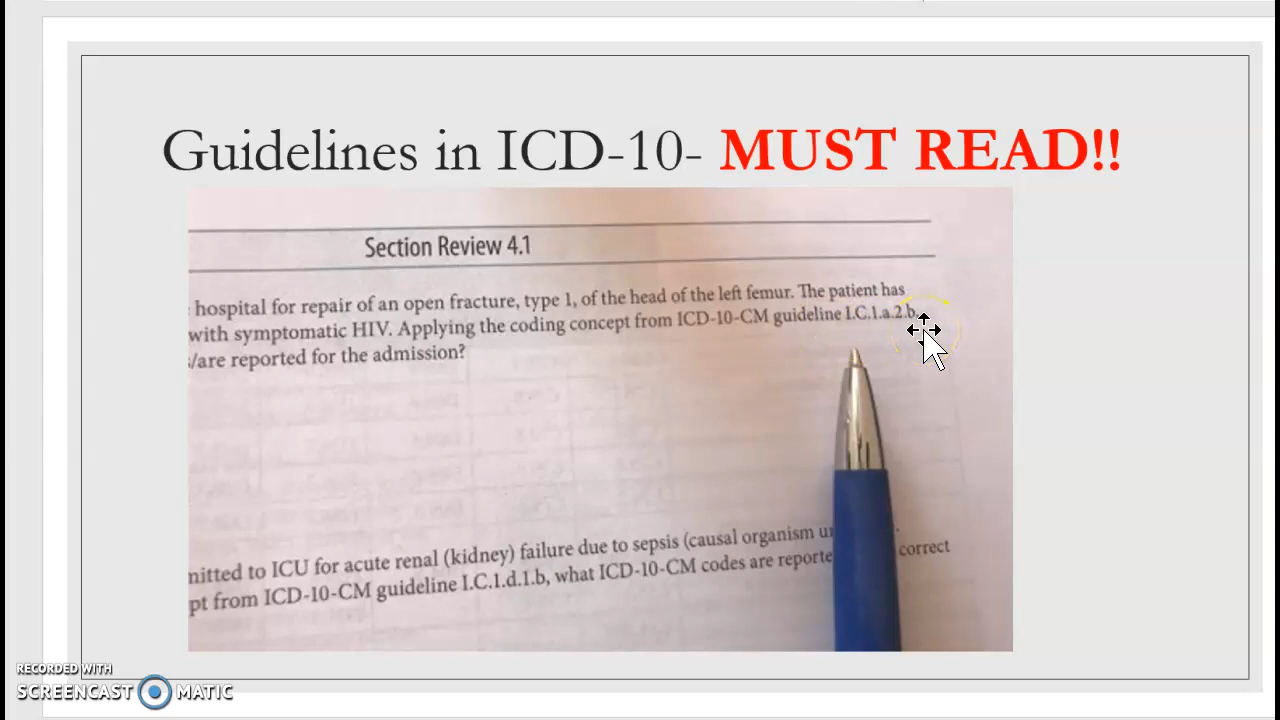 Guidelines in ICD-10- MUST READ!!
Section Review 4.1
hospital for repair of an open fracture, type 1, of the head of the left femur. The patient has
with symptomatic HIV. Applying the coding concept from ICD-10-CM guideline I.C.1.a.2.b,
/are reported for the admission?
mitted to ICU for acute renal (kidney) failure due to sepsis (causal organism
pt from ICD-10-CM guideline I.C.1.d.1.b, what ICD-10-CM codes are reporte correct
RECORDED WITH
SCREENCAST MATIC